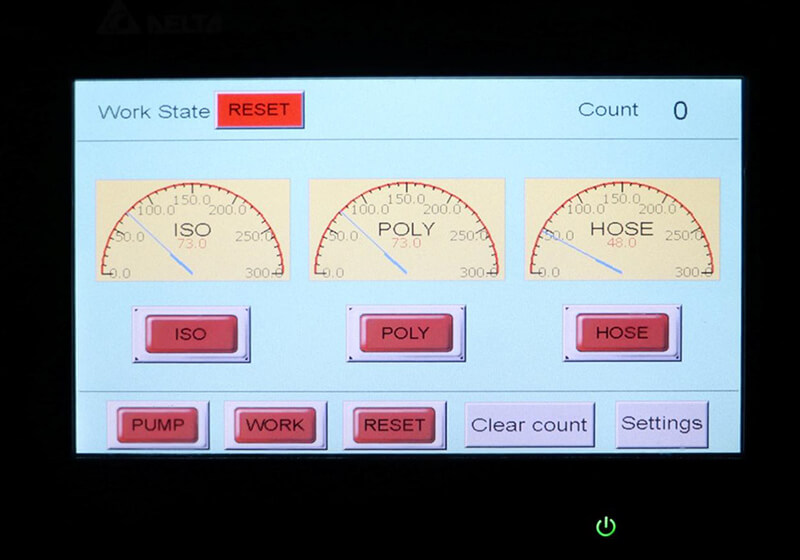 DELTA
Work State RESET Count 0
0.0 50.0 100.0 150.0 200.0 250.0 300.0
ISO
73.0
0.0 50.0 100.0 150.0 200.0 250.0 300.0
POLY
73.0
0.0 50.0 100.0 150.0 200.0 250.0 300.0
HOSE
48.0
ISO POLY HOSE
PUMP WORK RESET Clear count Settings